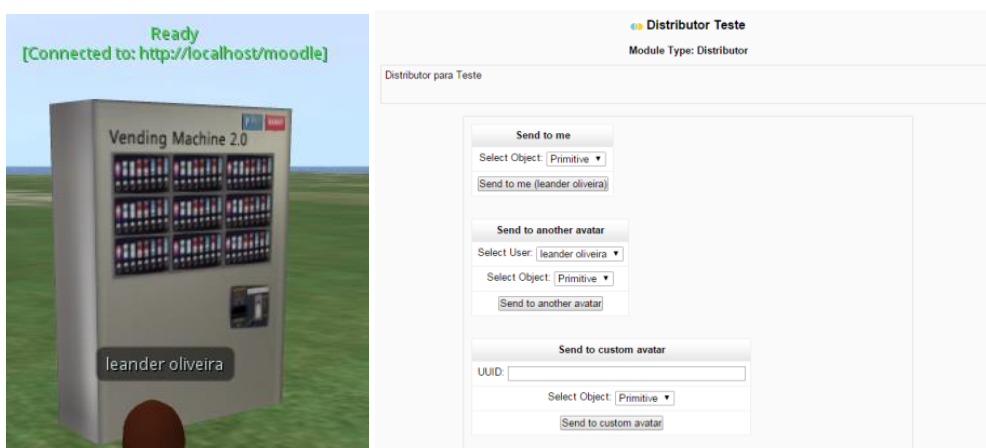 Ready
[Connected to: http://localhost/moodle]
Vending Machine 2.0
leander oliveira
Distributor Teste
Module Type: Distributor
Distributor para Teste
Send to me
Select Object: Primitive
Send to me (leander oliveira)
Send to another avatar
Select User: leander oliveira
Select Object: Primitive
Send to another avatar
Send to custom avatar
UUID:
Select Object: Primitive
Send to custom avatar